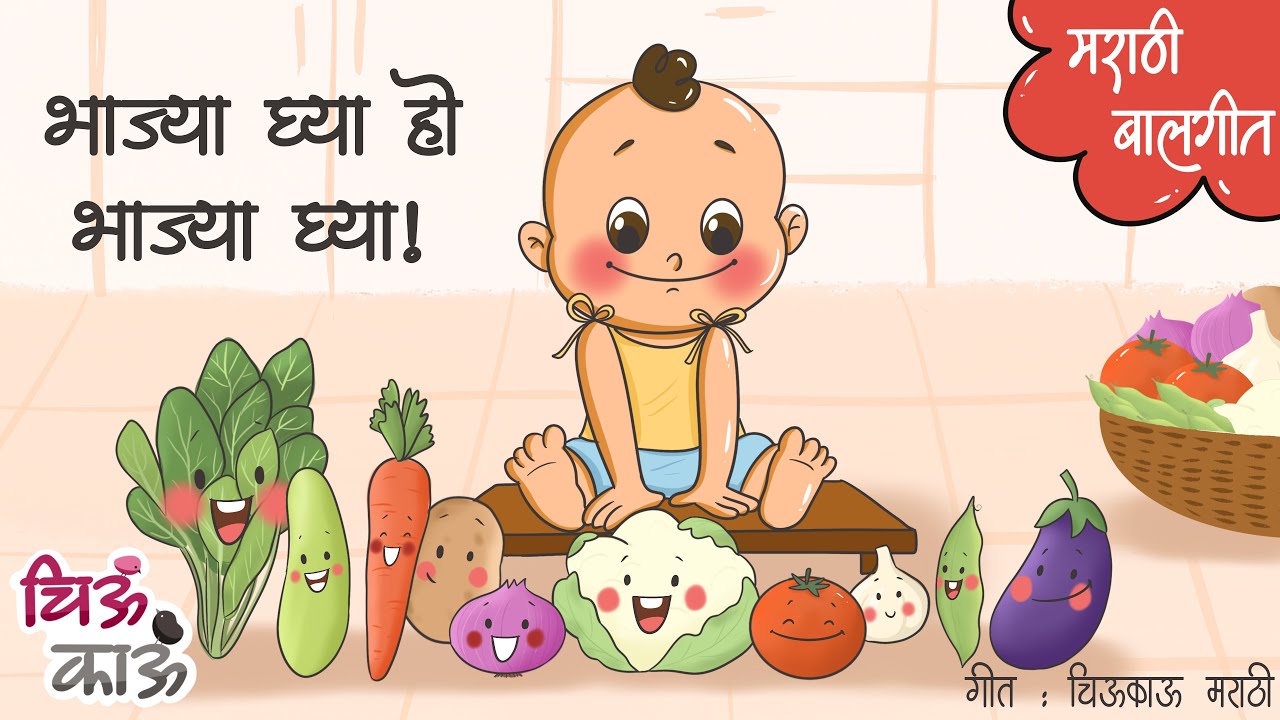 भाज्या घ्या हो
भाज्या घ्या!
मराठी
बालगीत
चिऊ
काऊ
गीत : चिऊकाऊ मराठी